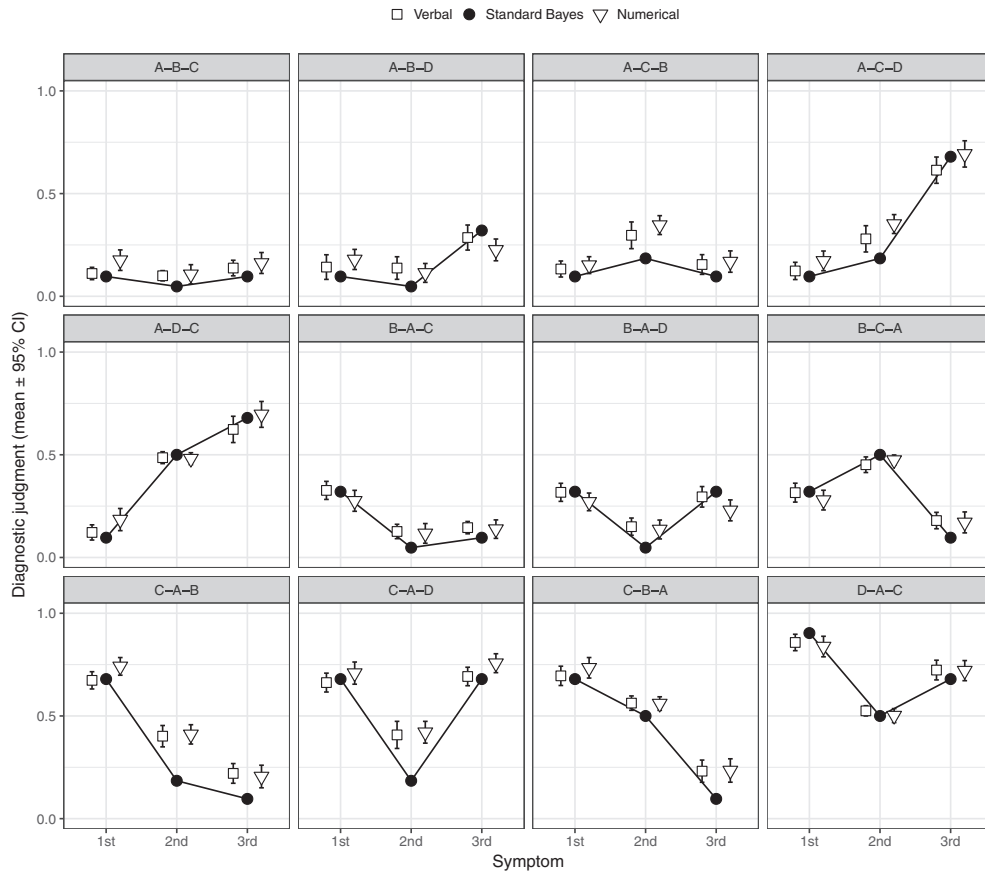 Verbal Standard Bayes Numerical
A–B–C A–B–D A–C–B A–C–D
1.0
0.5
0.0
A–D–C B–A–C B–A–D B–C–A
1.0
0.5
0.0
C–A–B C–A–D C–B–A D–A–C
1.0
0.5
0.0
1st 2nd 3rd 1st 2nd 3rd 1st 2nd 3rd 1st 2nd 3rd
Symptom
Diagnostic judgment (mean ± 95% CI)